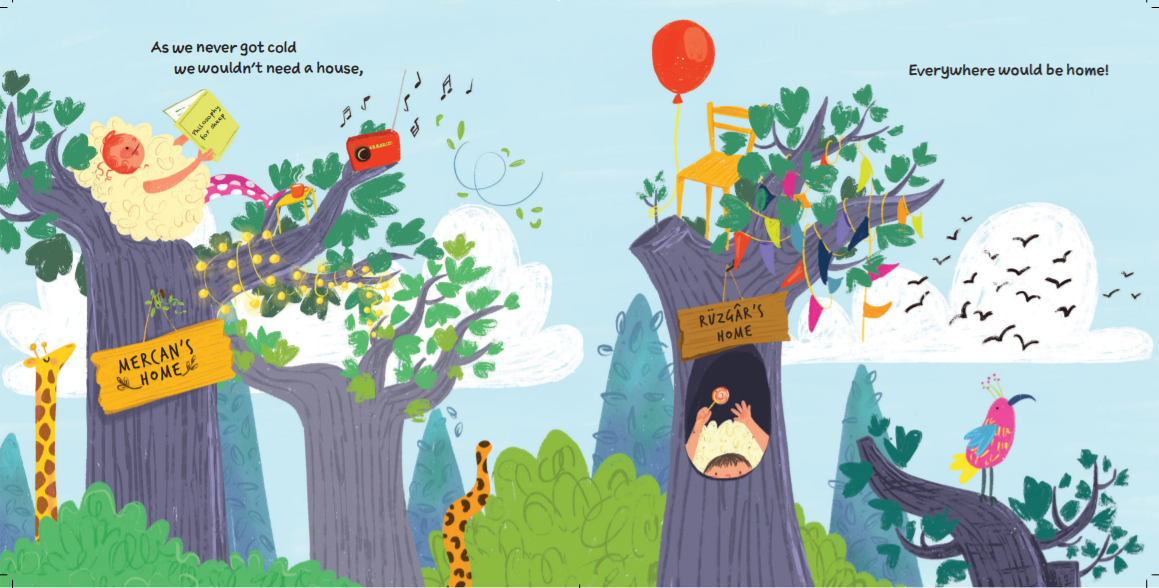 As we never got cold
we wouldn't need a house,
Philosophy
for sheep
MERCAN'S
HOME
Everywhere would be home!
RÜZGÂR'S
HOME